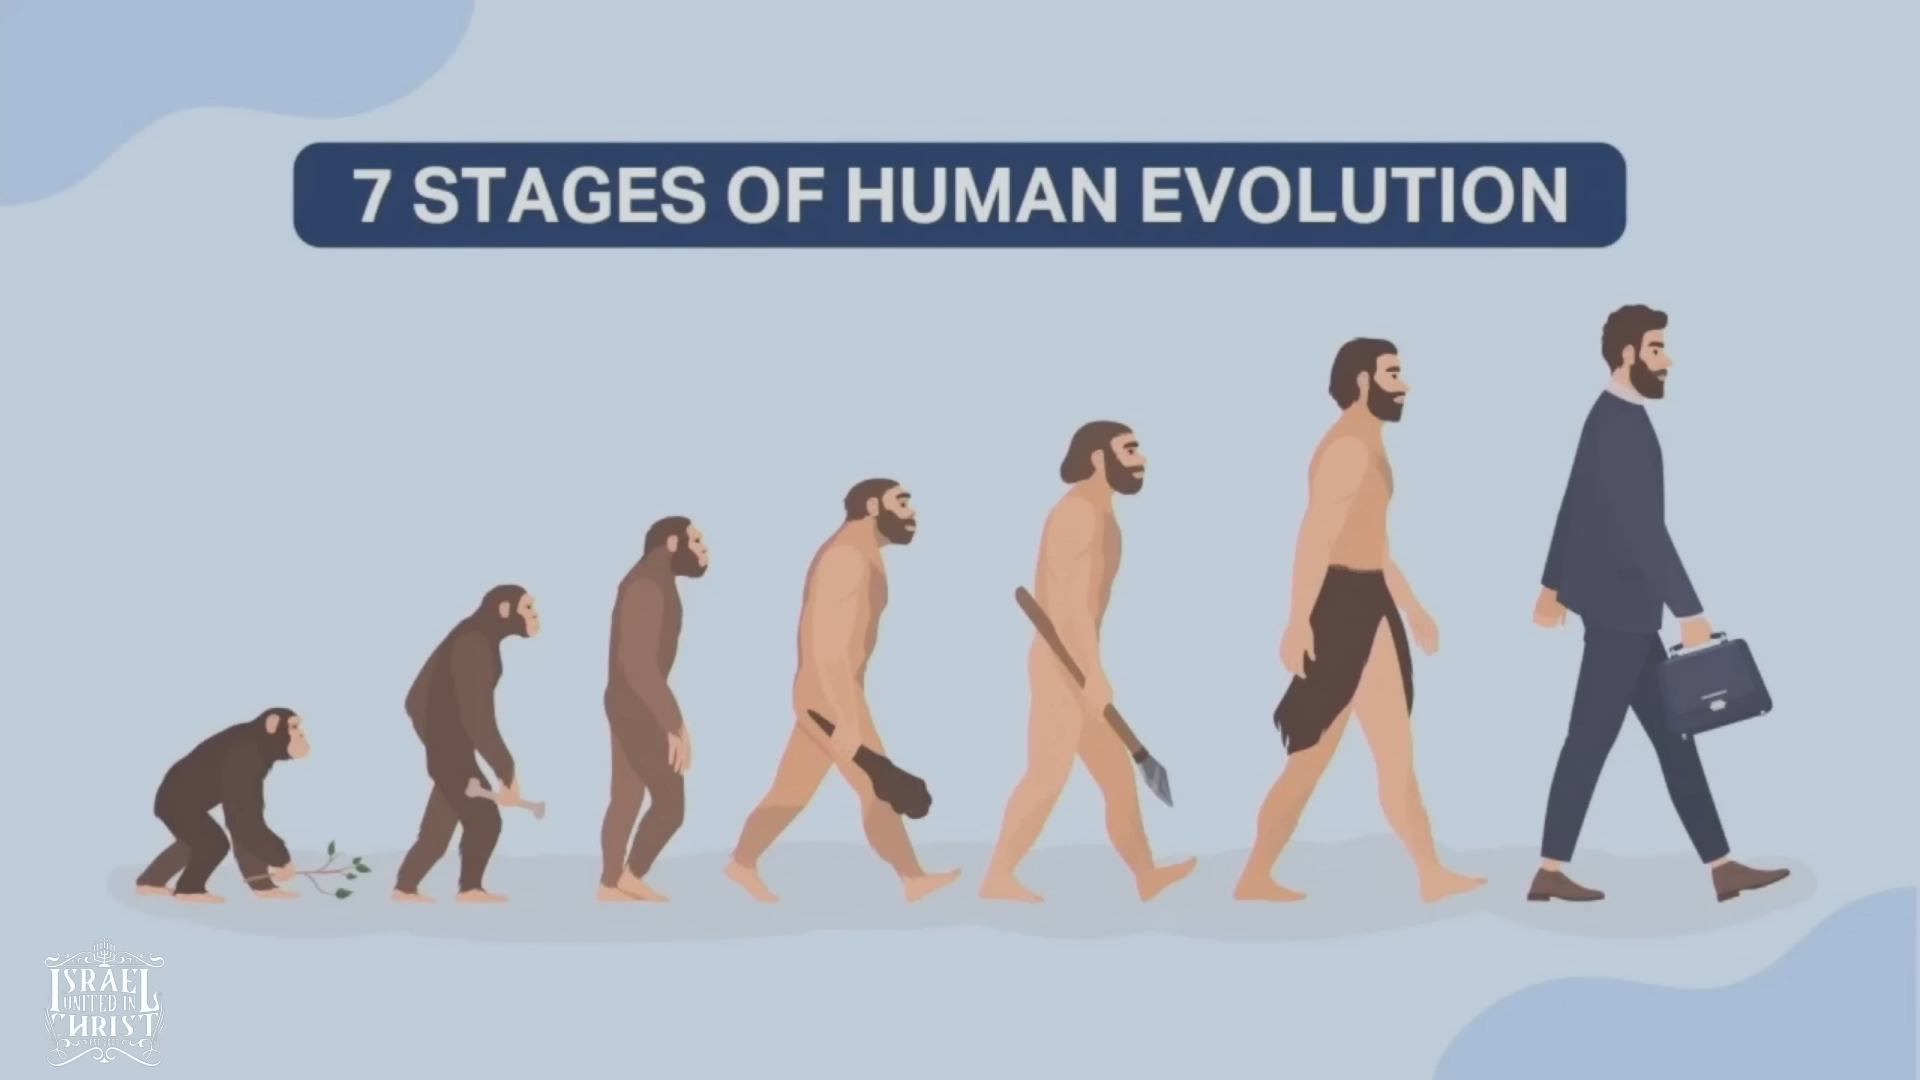 7 STAGES OF HUMAN EVOLUTION
ISRAEL
UNITED IN
CHRIST